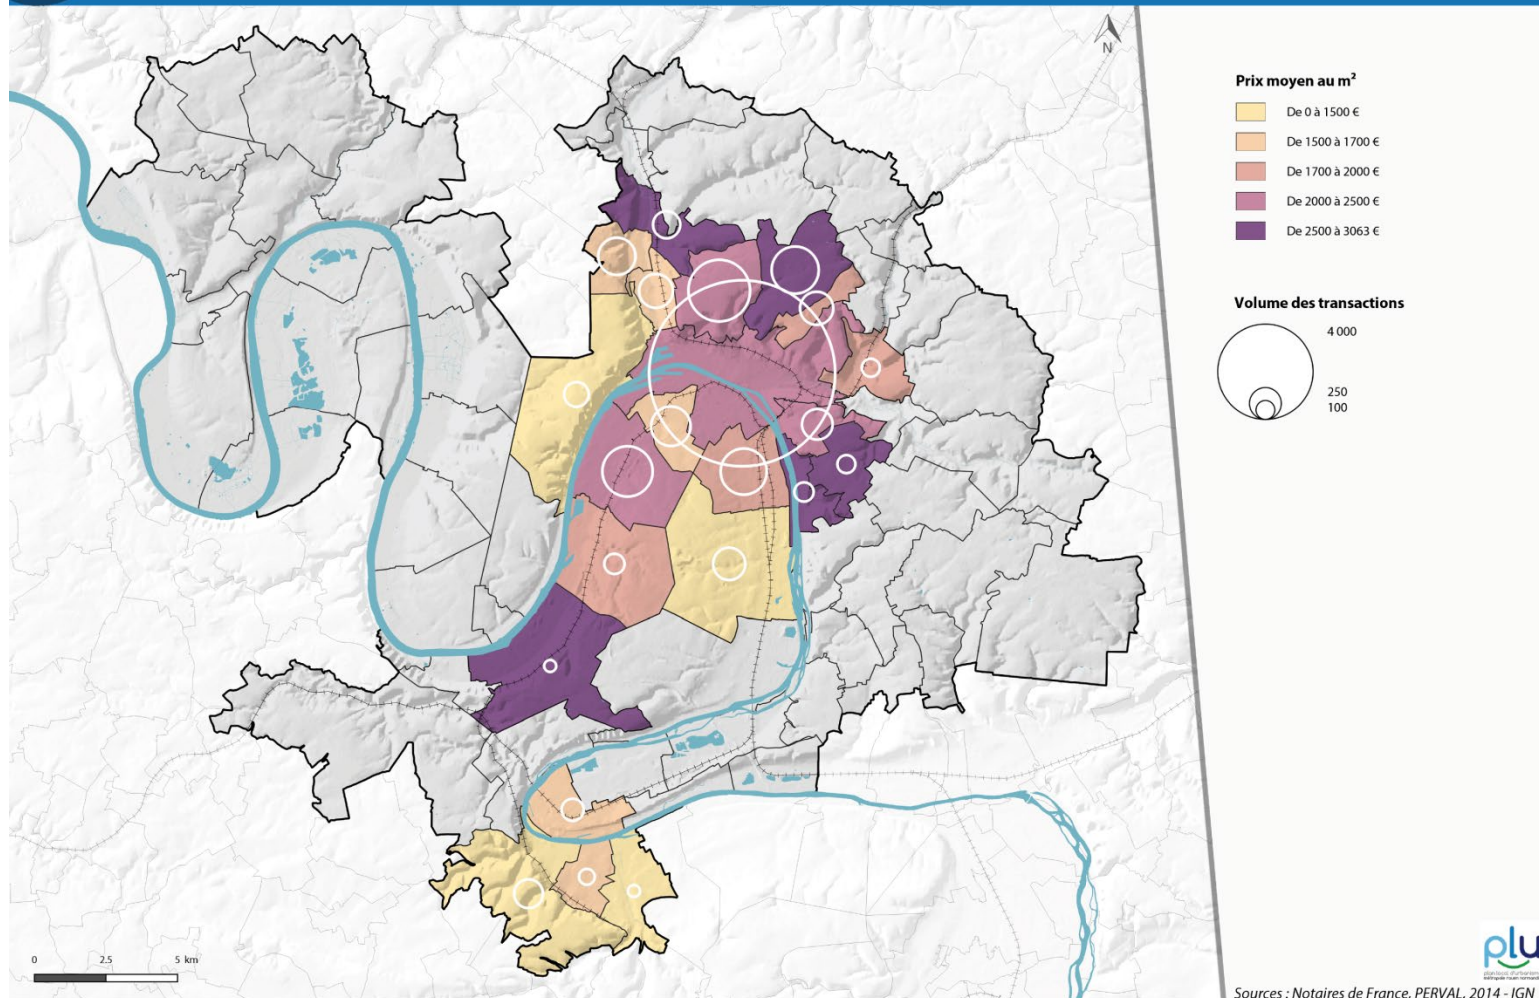 N
Prix moyen au m²
De 0 à 1500 €
De 1500 à 1700 €
De 1700 à 2000 €
De 2000 à 2500 €
De 2500 à 3063 €
Volume des transactions
4 000
250
100
0 2.5 5 km
plu
Sources : Notaires de France, PERVAL, 2014 - IGN